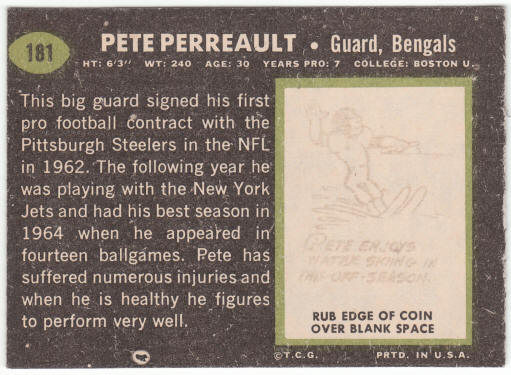 181
PETE PERREAULT • Guard, Bengals
HT: 6'3" WT: 240 AGE: 30 YEARS PRO: 7 COLLEGE: BOSTON U.
This big guard signed his first
pro football contract with the
Pittsburgh Steelers in the NFL
in 1962. The following year he
was playing with the New York
Jets and had his best season in
1964 when he appeared in
fourteen ballgames. Pete has
suffered numerous injuries and
when he is healthy he figures
to perform very well.
PETE ENJOYS
WATER SKIING IN
THE OFF-SEASON.
RUB EDGE OF COIN
OVER BLANK SPACE
©T.C.G. PRTD. IN U.S.A.